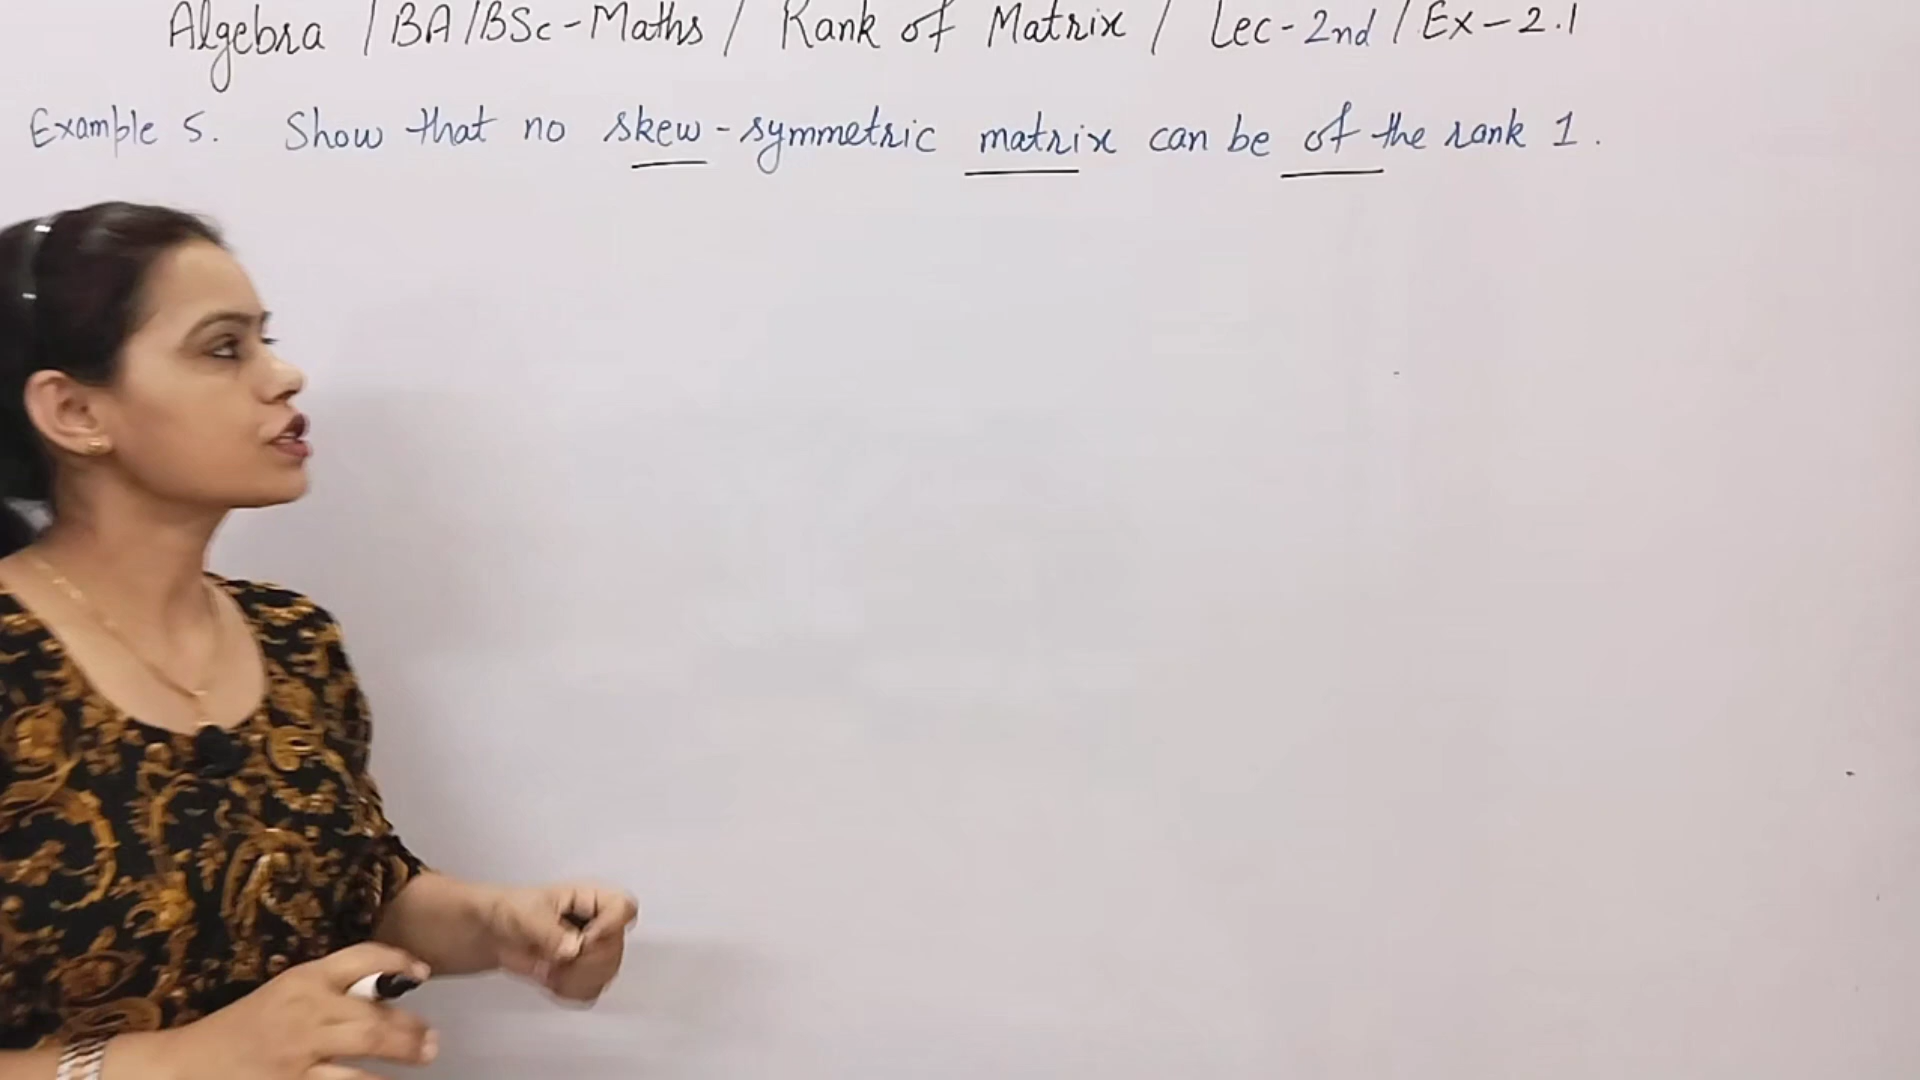 Algebra / BA/BSc-Maths / Rank of Matrix / Lec-2nd / Ex-2.1
Example 5. Show that no skew-symmetric matrix can be of the rank 1.